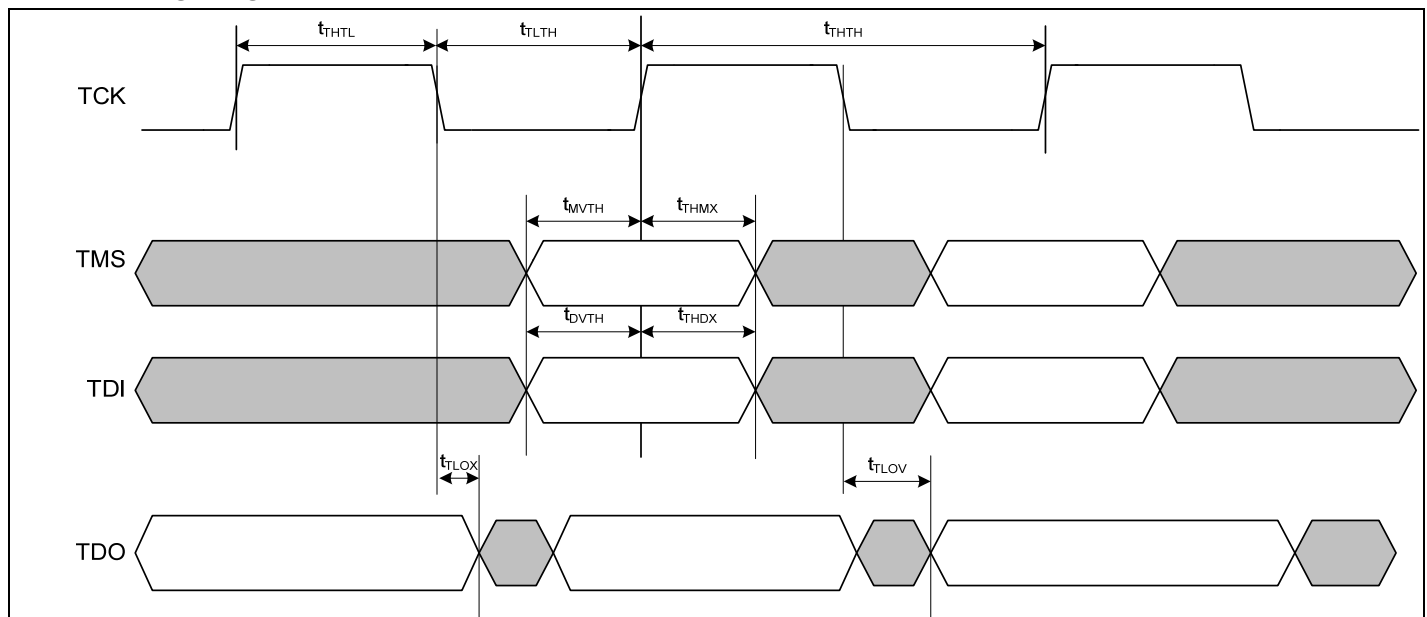 tTHTL tTLTH tTHTH
TCK
tMVTH tTHMX
TMS
tDVTH tTHDX
TDI
tTLOX tTLOV
TDO